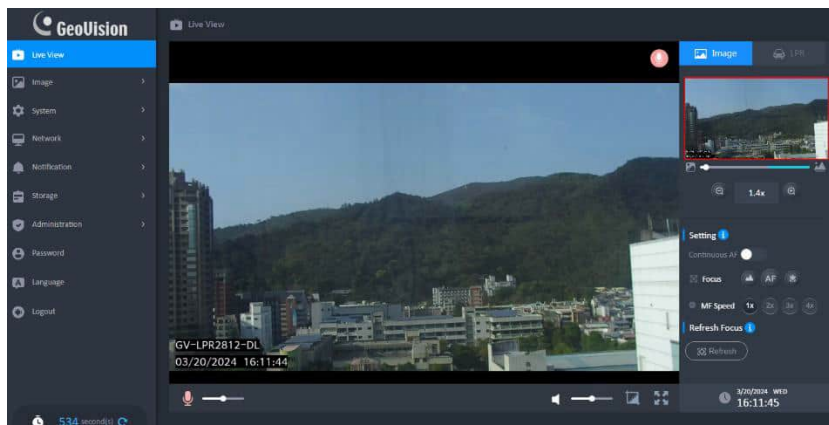 GeoVision
Live View
Live View
Image
System
Network
Notification
Storage
Administration
Password
Language
Logout
534 second(s)
GV-LPR2812-DL
03/20/2024 16:11:44
Image
LPR
1.4x
Setting
Continuous AF
Focus
AF
MF Speed 1x 2x 3x 4x
Refresh Focus
Refresh
3/20/2024 WED
16:11:45